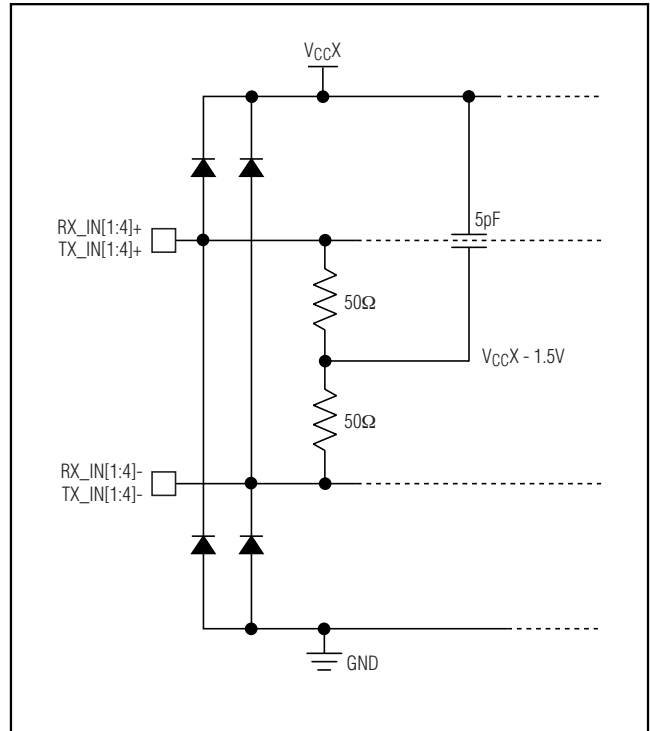 VCCX
5pF
RX_IN[1:4]+
TX_IN[1:4]+
50Ω
VCCX - 1.5V
50Ω
RX_IN[1:4]-
TX_IN[1:4]-
GND